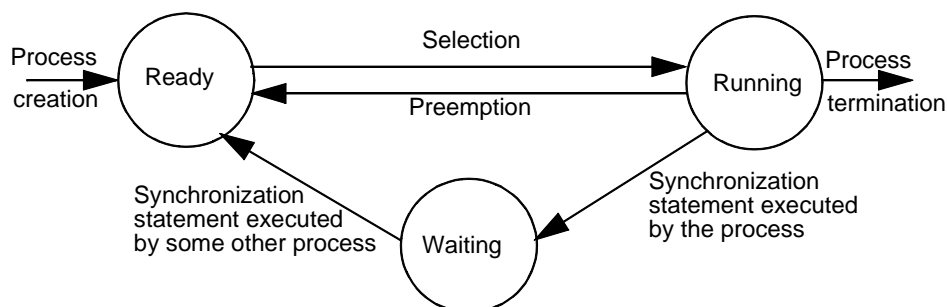 Process
creation
Ready
Selection
Preemption
Running
Process
termination
Synchronization
statement executed
by some other process
Waiting
Synchronization
statement executed
by the process